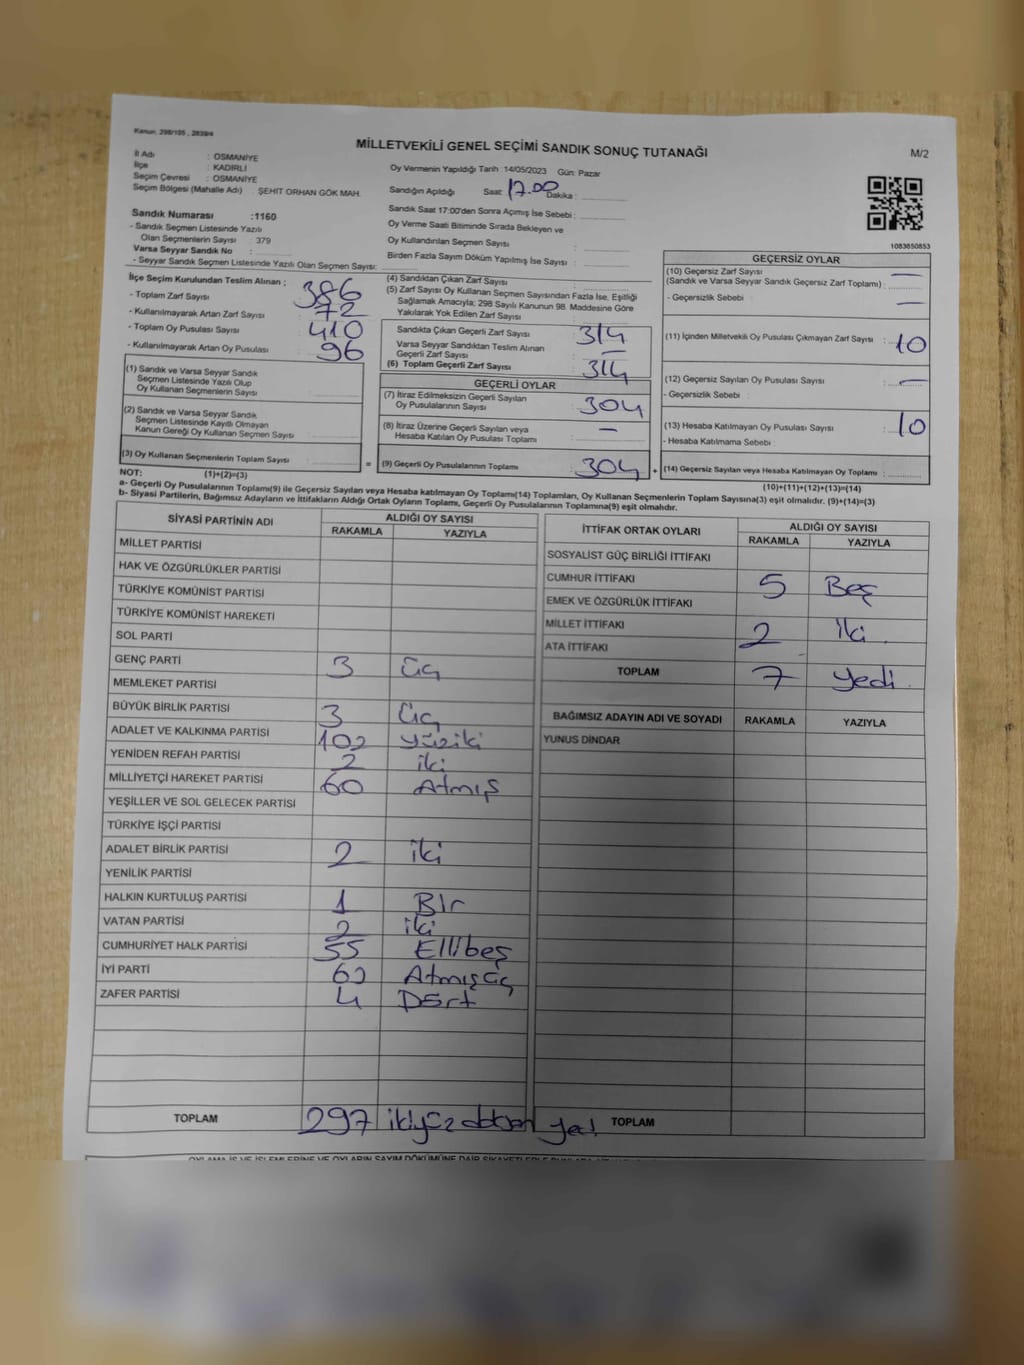 Kanun, 298/105 , 2839/4
MİLLETVEKİLİ GENEL SEÇİMİ SANDIK SONUÇ TUTANAĞI
M/2
İl Adı : OSMANİYE
İlçe : KADİRLİ
Seçim Çevresi : OSMANİYE
Seçim Bölgesi (Mahalle Adı) : ŞEHİT ORHAN GÖK MAH.
Sandık Numarası :1160
- Sandık Seçmen Listesinde Yazılı
Olan Seçmenlerin Sayısı : 379
Varsa Seyyar Sandık No :
- Seyyar Sandık Seçmen Listesinde Yazılı Olan Seçmen Sayısı:
Oy Vermenin Yapıldığı Tarih :14/05/2023 Gün: Pazar
Sandığın Açıldığı Saat: 17.00 Dakika :
Sandık Saat 17:00'den Sonra Açımış İse Sebebi :
Oy Verme Saati Bitiminde Sırada Bekleyen ve
Oy Kullandırılan Seçmen Sayısı :
Birden Fazla Sayım Döküm Yapılmış İse Sayısı :
1083850853
İlçe Seçim Kurulundan Teslim Alınan ;
- Toplam Zarf Sayısı : 386
- Kullanılmayarak Artan Zarf Sayısı : 72
- Toplam Oy Pusulası Sayısı : 410
- Kullanılmayarak Artan Oy Pusulası : 96
(1) Sandık ve Varsa Seyyar Sandık
Seçmen Listesinde Yazılı Olup
Oy Kullanan Seçmenlerin Sayısı :
(2) Sandık ve Varsa Seyyar Sandık
Seçmen Listesinde Kayıtlı Olmayan
Kanun Gereği Oy Kullanan Seçmen Sayısı :
(3) Oy Kullanan Seçmenlerin Toplam Sayısı :
(4) Sandıktan Çıkan Zarf Sayısı :
(5) Zarf Sayısı Oy Kullanan Seçmen Sayısından Fazla İse, Eşitliği
Sağlamak Amacıyla; 298 Sayılı Kanunun 98. Maddesine Göre
Yakılarak Yok Edilen Zarf Sayısı :
Sandıkta Çıkan Geçerli Zarf Sayısı : 314
Varsa Seyyar Sandıktan Teslim Alınan
Geçerli Zarf Sayısı : —
(6) Toplam Geçerli Zarf Sayısı : 314
GEÇERLİ OYLAR
(7) İtiraz Edilmeksizin Geçerli Sayılan
Oy Pusulalarının Sayısı : 304
(8) İtiraz Üzerine Geçerli Sayılan veya
Hesaba Katılan Oy Pusulası Toplamı : —
= (9) Geçerli Oy Pusulalarının Toplamı : 304 +
GEÇERSİZ OYLAR
(10) Geçersiz Zarf Sayısı —
(Sandık ve Varsa Seyyar Sandık Geçersiz Zarf Toplamı) :
- Geçersizlik Sebebi : —
(11) İçinden Milletvekili Oy Pusulası Çıkmayan Zarf Sayısı : 10
(12) Geçersiz Sayılan Oy Pusulası Sayısı : —
- Geçersizlik Sebebi :
(13) Hesaba Katılmayan Oy Pusulası Sayısı : 10
- Hesaba Katılmama Sebebi :
(14) Geçersiz Sayılan veya Hesaba Katılmayan Oy Toplamı :
NOT: (1)+(2)=(3)
(10)+(11)+(12)+(13)=(14)
a- Geçerli Oy Pusulalarının Toplamı(9) ile Geçersiz Sayılan veya Hesaba katılmayan Oy Toplamı(14) Toplamları, Oy Kullanan Seçmenlerin Toplam Sayısına(3) eşit olmalıdır. (9)+(14)=(3)
b- Siyasi Partilerin, Bağımsız Adayların ve İttifakların Aldığı Ortak Oyların Toplamı, Geçerli Oy Pusulalarının Toplamına(9) eşit olmalıdır.
SİYASİ PARTİNİN ADI ALDIĞI OY SAYISI
RAKAMLA YAZIYLA
MİLLET PARTİSİ
HAK VE ÖZGÜRLÜKLER PARTİSİ
TÜRKİYE KOMÜNİST PARTİSİ
TÜRKİYE KOMÜNİST HAREKETİ
SOL PARTİ
GENÇ PARTİ 3 üç
MEMLEKET PARTİSİ
BÜYÜK BİRLİK PARTİSİ 3 üç
ADALET VE KALKINMA PARTİSİ 102 yüziki
YENİDEN REFAH PARTİSİ 2 iki
MİLLİYETÇİ HAREKET PARTİSİ 60 Atmış
YEŞİLLER VE SOL GELECEK PARTİSİ
TÜRKİYE İŞÇİ PARTİSİ
ADALET BİRLİK PARTİSİ 2 iki
YENİLİK PARTİSİ
HALKIN KURTULUŞ PARTİSİ 1 Bir
VATAN PARTİSİ 2 iki
CUMHURİYET HALK PARTİSİ 55 Ellibeş
İYİ PARTİ 63 Atmışüç
ZAFER PARTİSİ 4 Dört
TOPLAM 297 ikiyüz doksan yedi
İTTİFAK ORTAK OYLARI ALDIĞI OY SAYISI
RAKAMLA YAZIYLA
SOSYALİST GÜÇ BİRLİĞİ İTTİFAKI
CUMHUR İTTİFAKI 5 Beş
EMEK VE ÖZGÜRLÜK İTTİFAKI
MİLLET İTTİFAKI 2 iki.
ATA İTTİFAKI
TOPLAM 7 yedi.
BAĞIMSIZ ADAYIN ADI VE SOYADI RAKAMLA YAZIYLA
YUNUS DİNDAR
TOPLAM